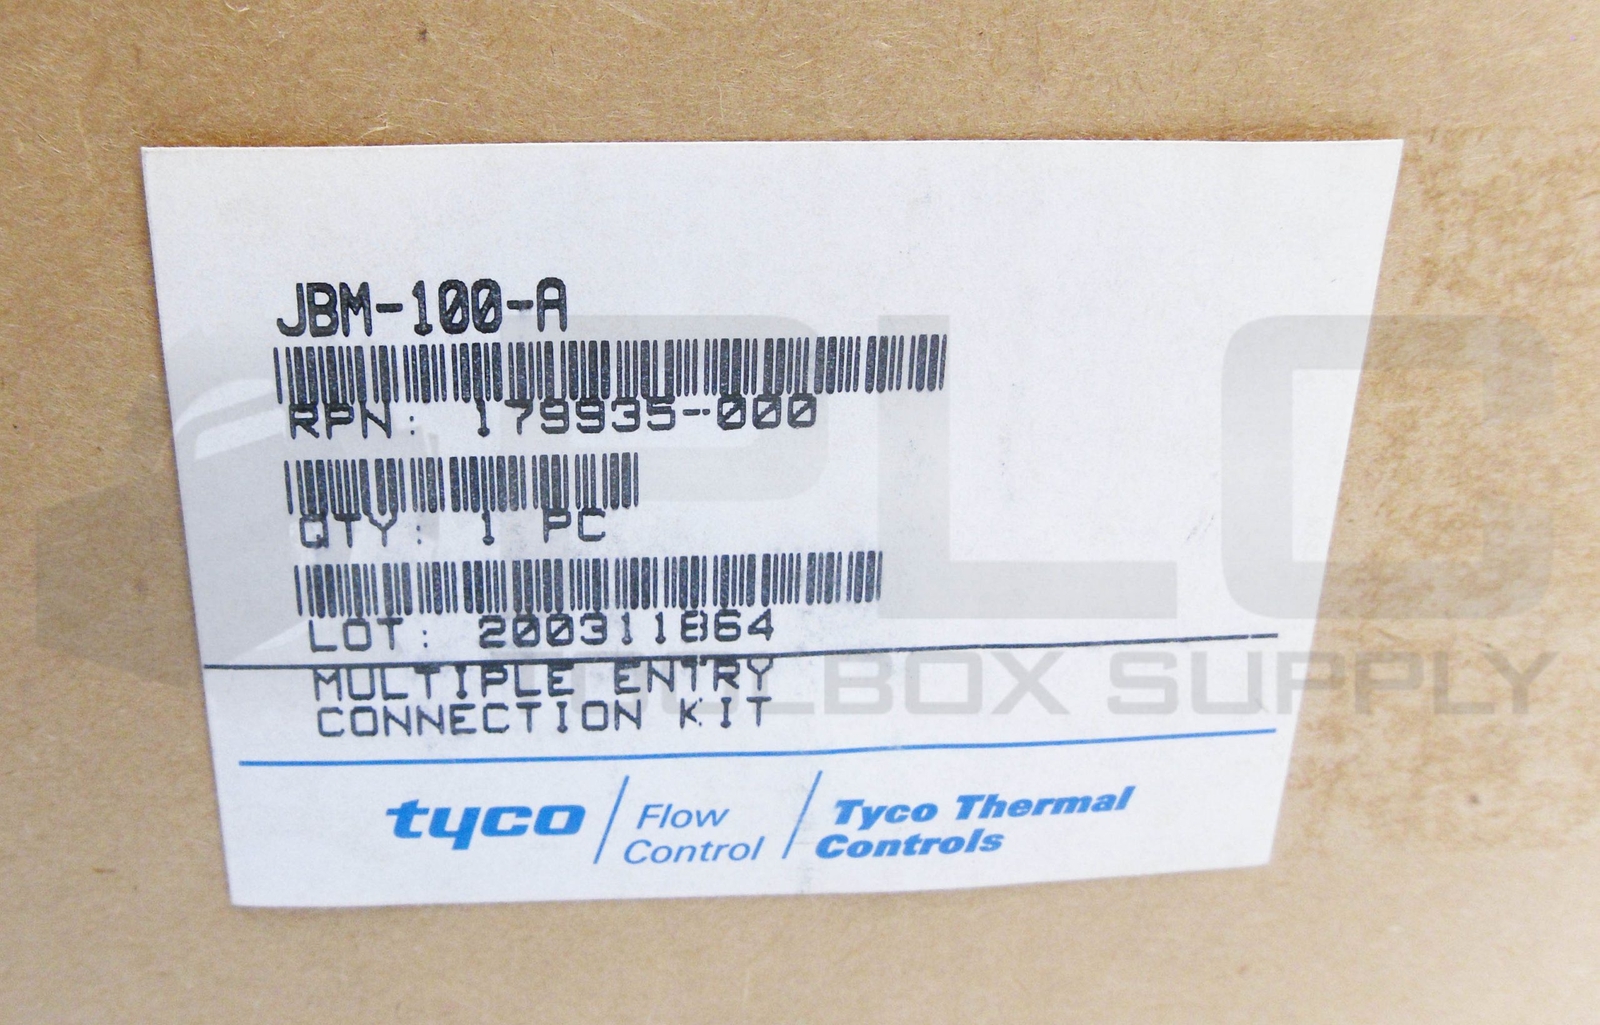 JBM-100-A
RPN: 179935-000
QTY: 1 PC
LOT: 200311864
MULTIPLE ENTRY
CONNECTION KIT
tyco / Flow Control / Tyco Thermal Controls
PLC
TOOLBOX SUPPLY